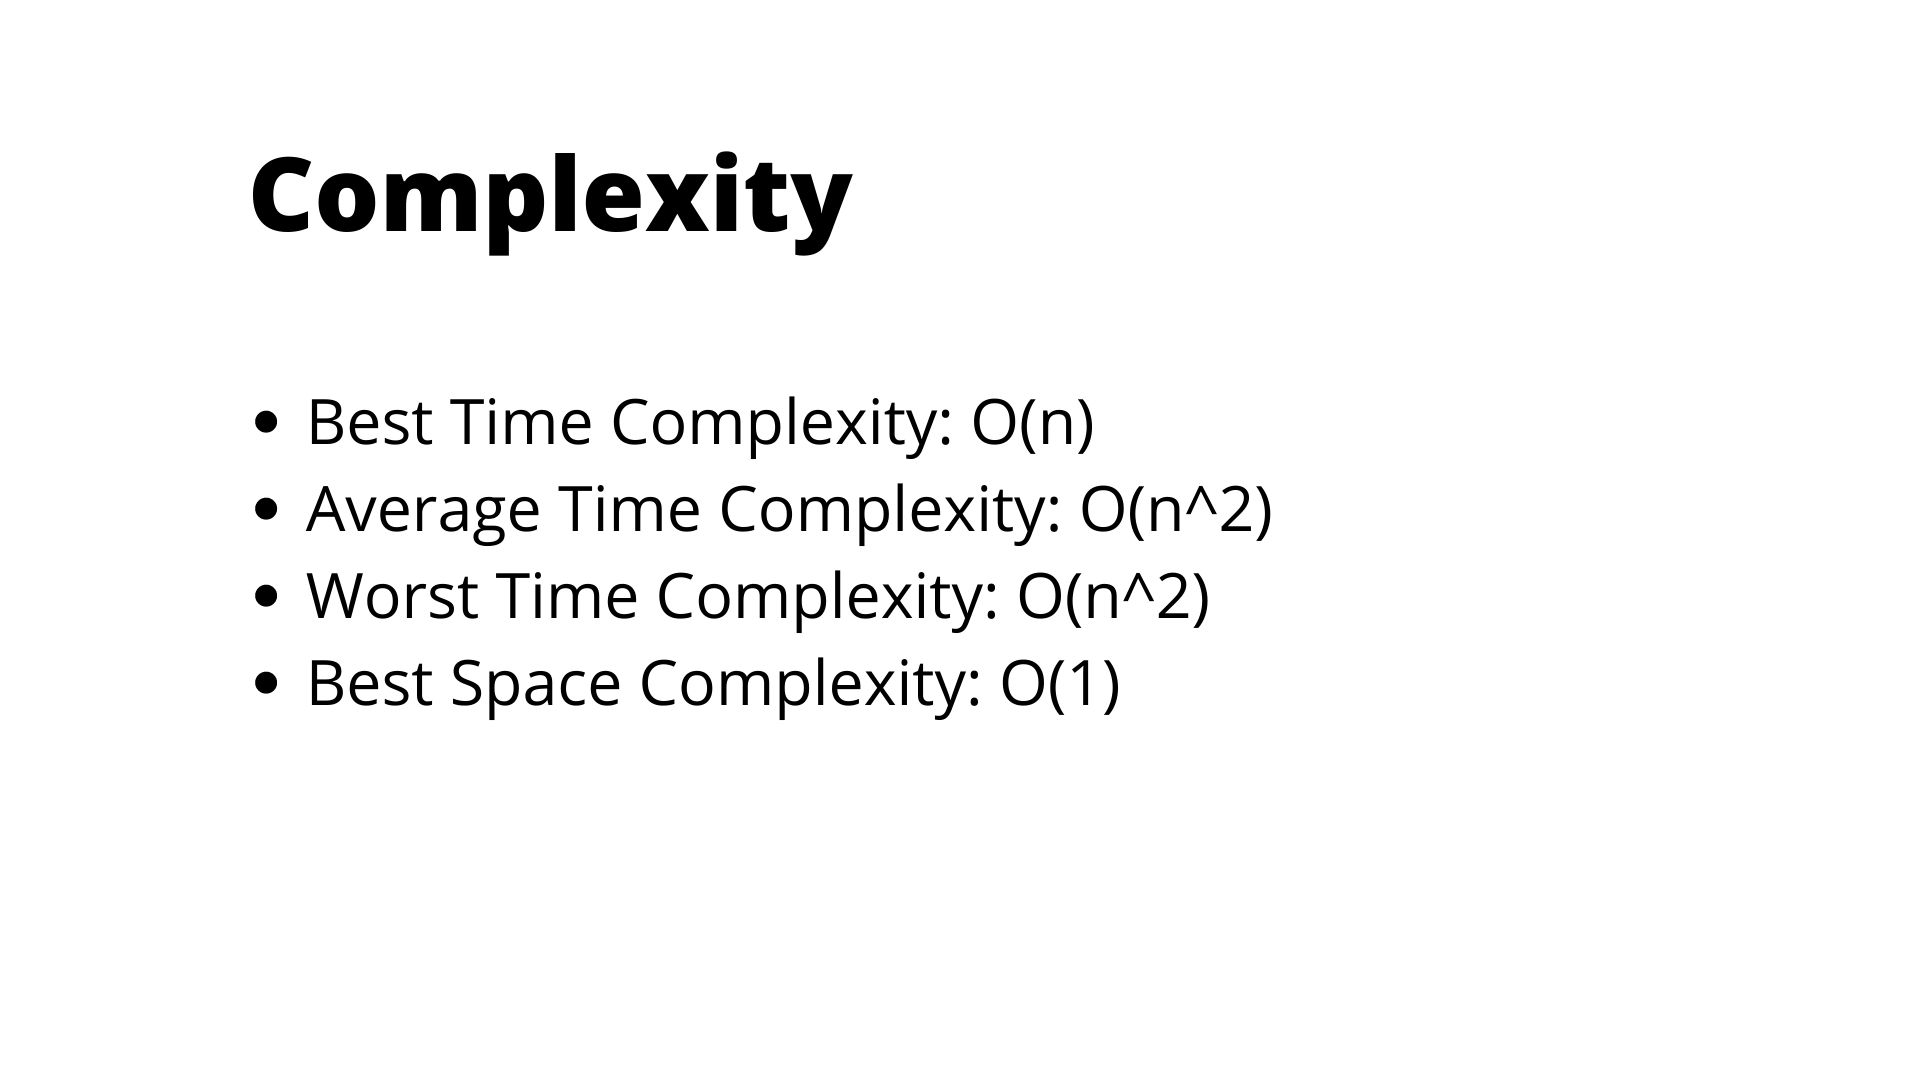 Complexity
• Best Time Complexity: O(n)
• Average Time Complexity: O(n^2)
• Worst Time Complexity: O(n^2)
• Best Space Complexity: O(1)